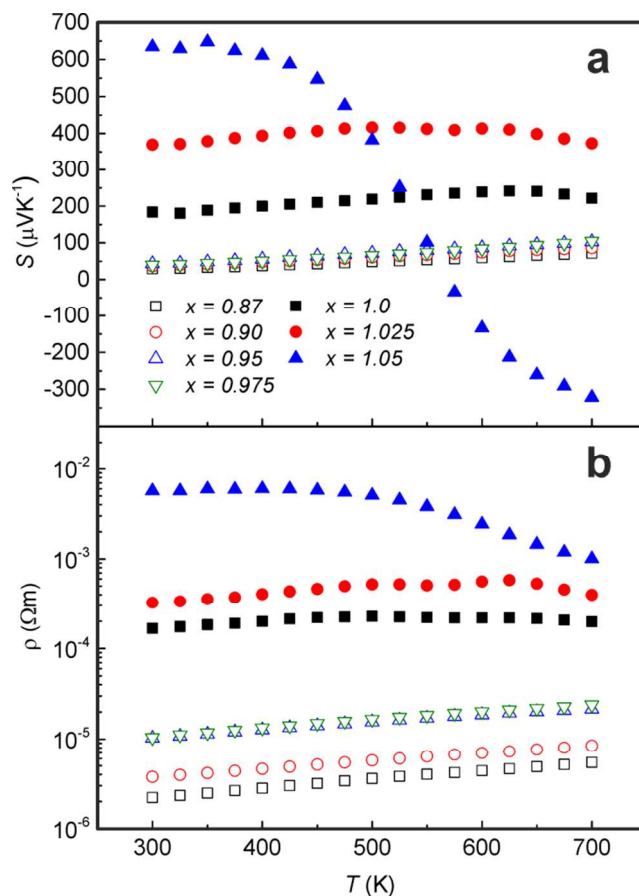 a
700
600
500
400
300
200
100
0
-100
-200
-300
S (μVK⁻¹)
x = 0.87
x = 1.0
x = 0.90
x = 1.025
x = 0.95
x = 1.05
x = 0.975
b
10⁻²
10⁻³
10⁻⁴
10⁻⁵
10⁻⁶
ρ (Ωm)
300 400 500 600 700
T (K)